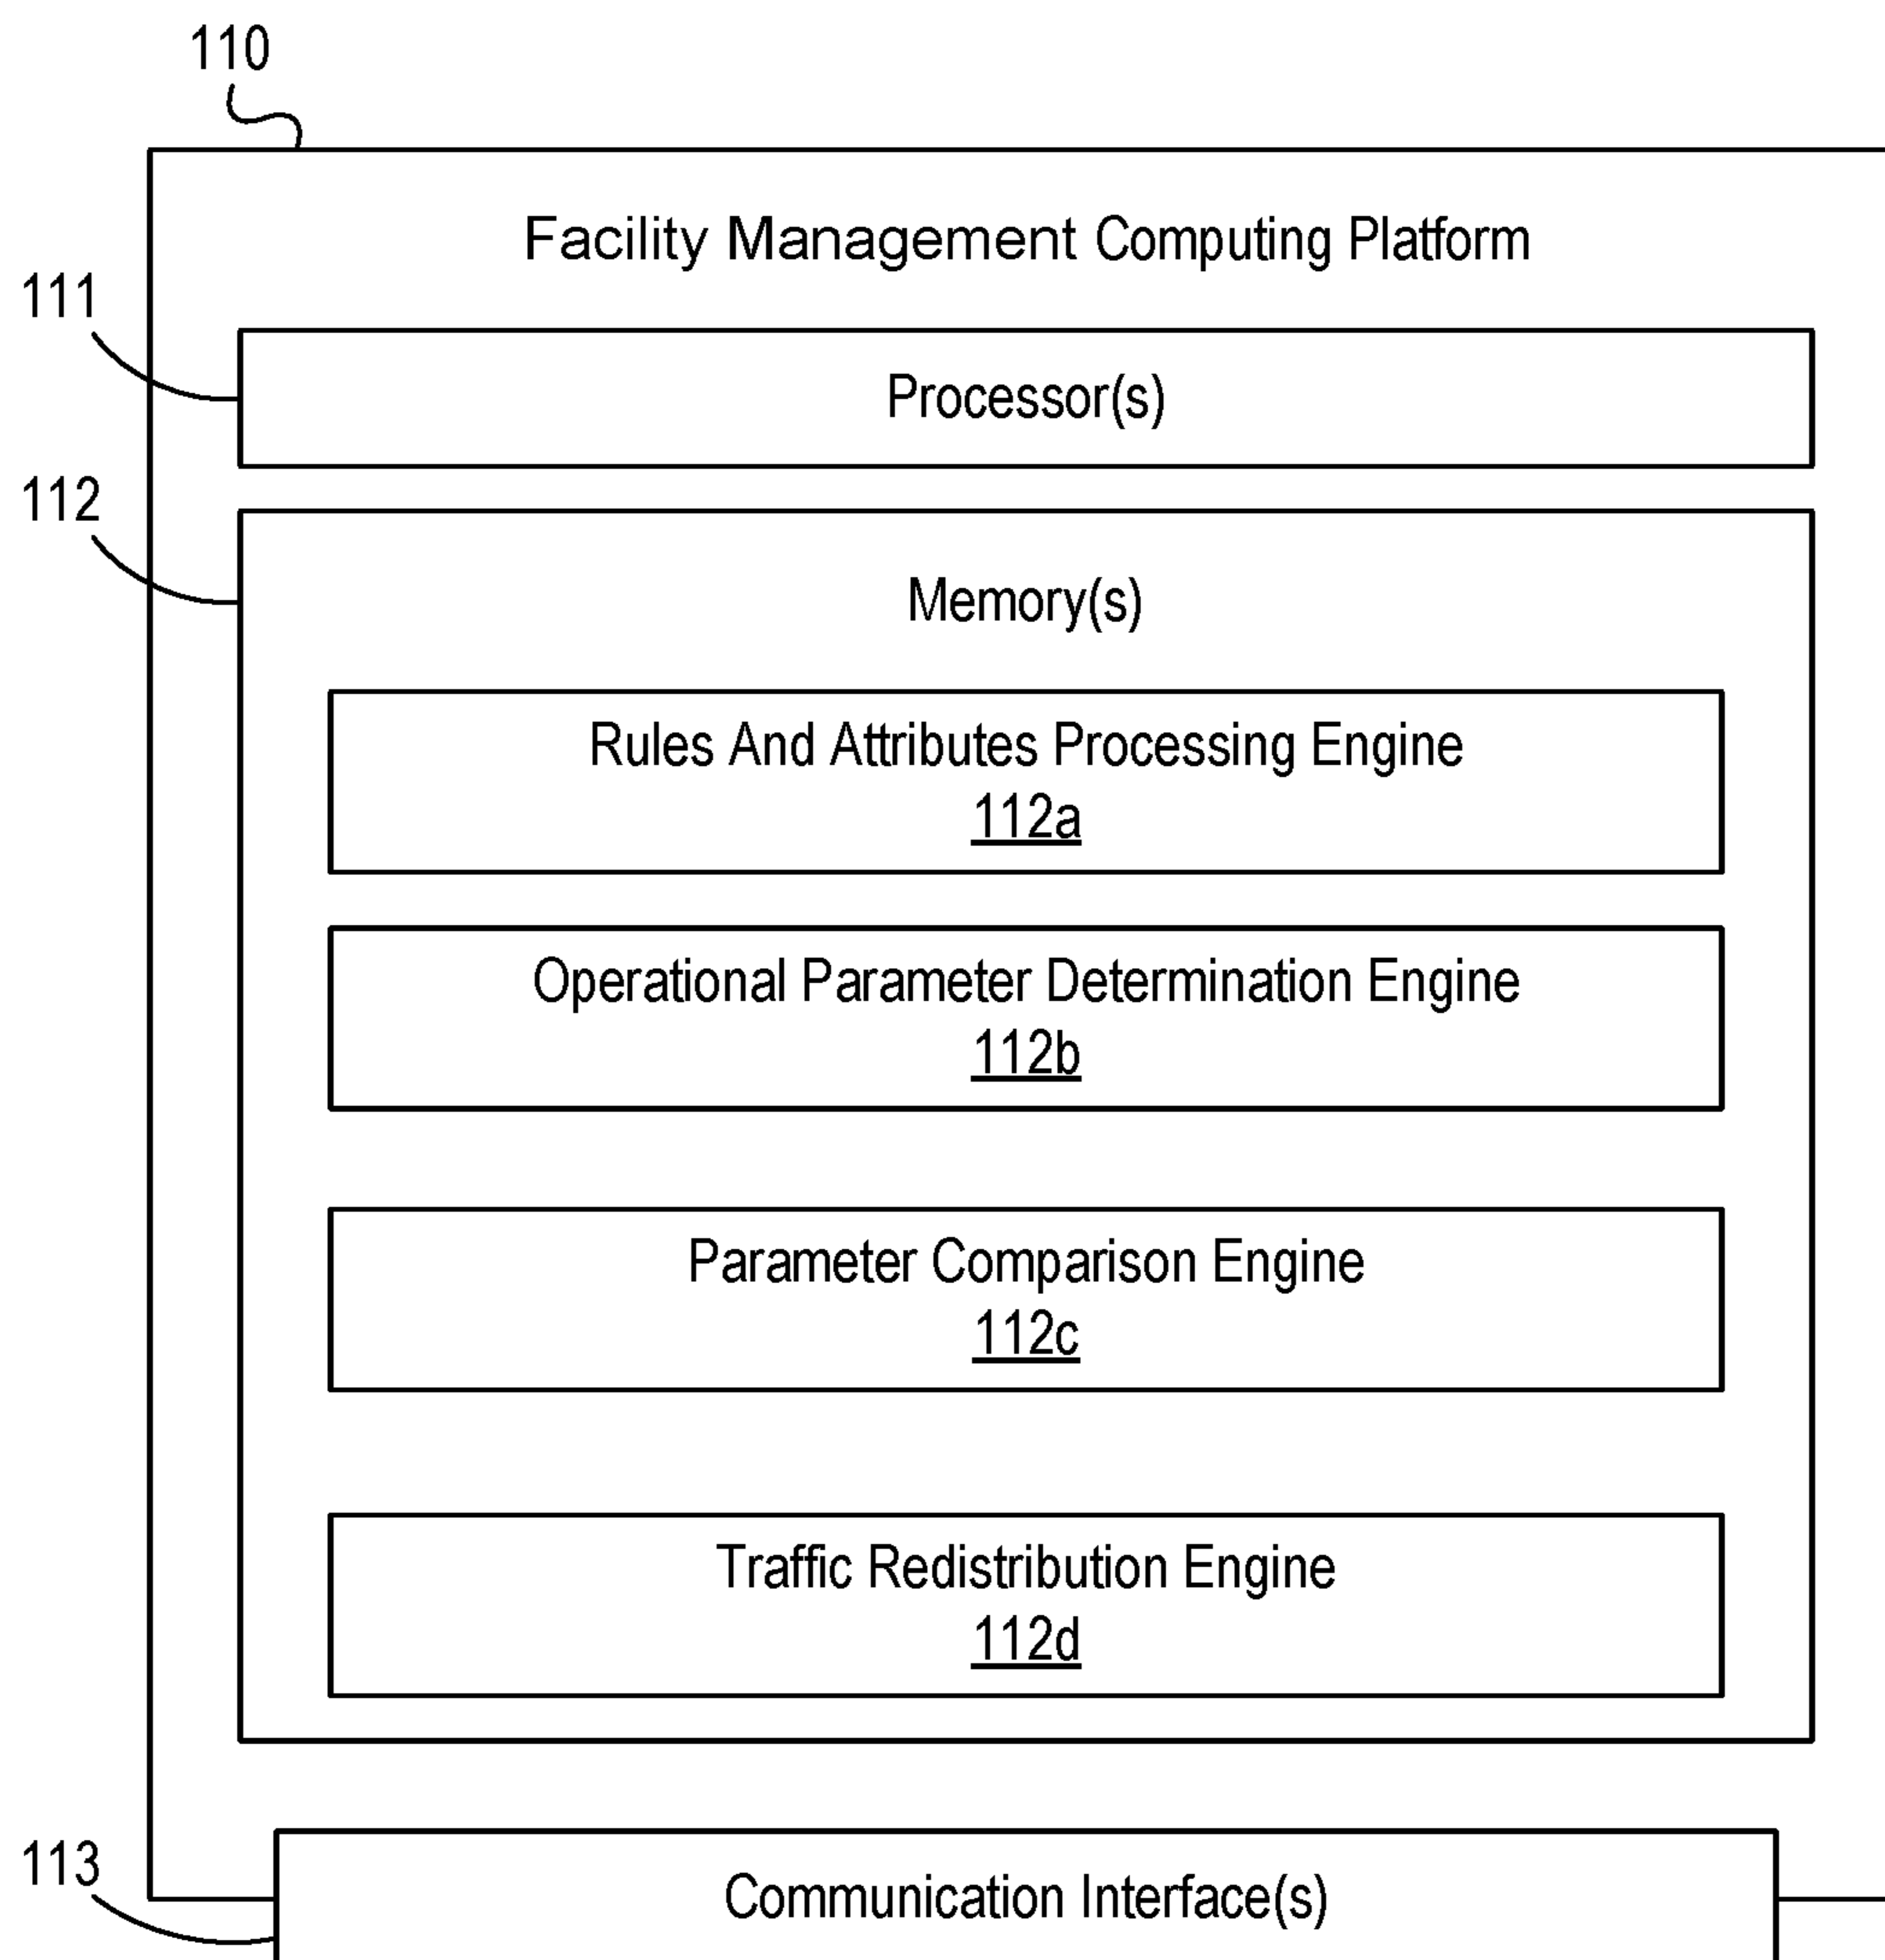 110
Facility Management Computing Platform
111
Processor(s)
112
Memory(s)
Rules And Attributes Processing Engine
112a
Operational Parameter Determination Engine
112b
Parameter Comparison Engine
112c
Traffic Redistribution Engine
112d
113
Communication Interface(s)